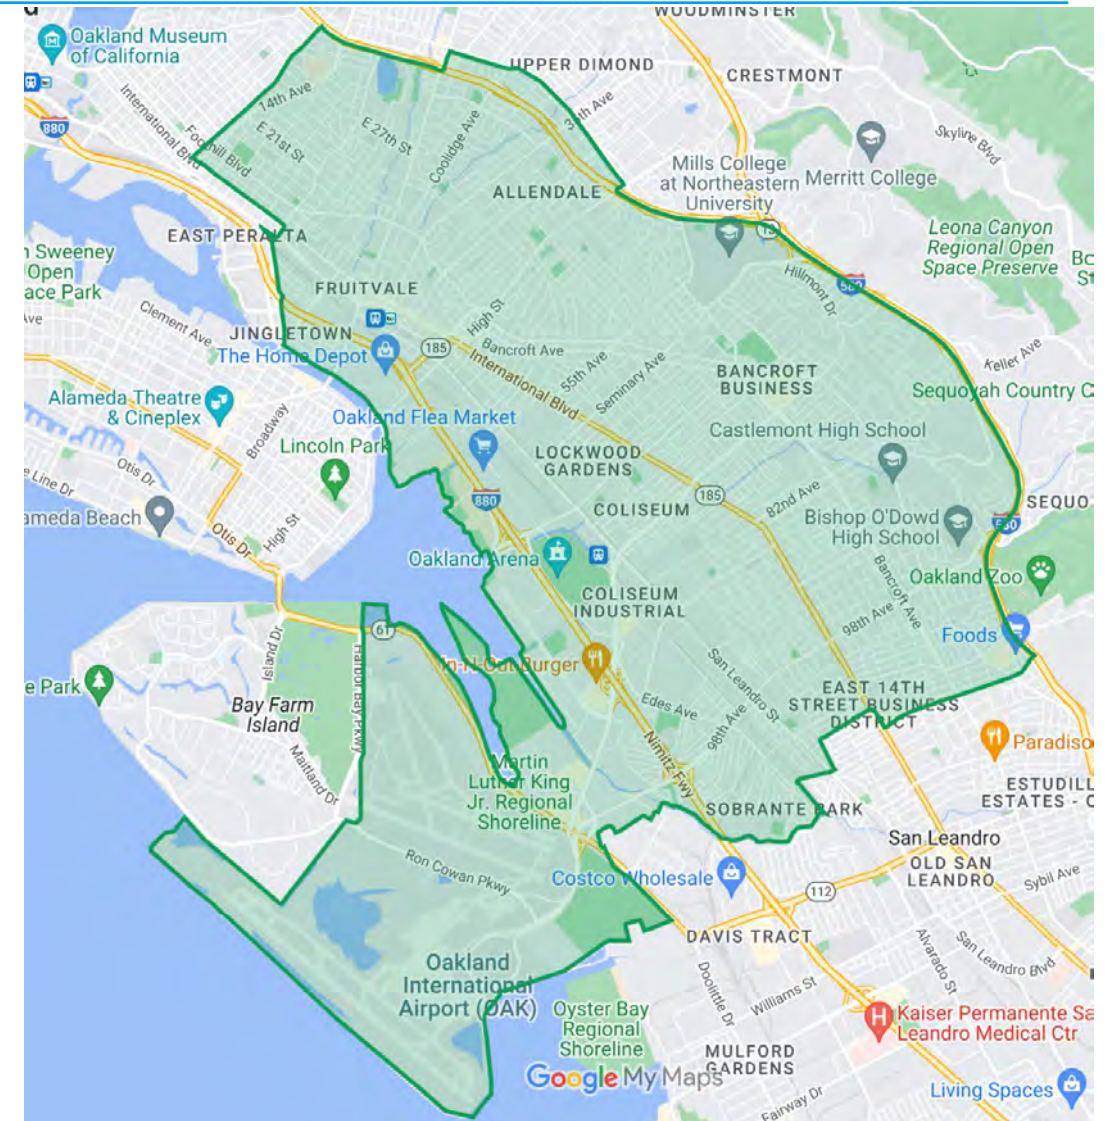 WOODMINSTER
Oakland Museum
of California
UPPER DIMOND
CRESTMONT
14th Ave
International Blvd
880
Foothill Blvd
E 21st St
E 27th St
Coolidge Ave
Skyline Blvd
Mills College
at Northeastern
University
Merritt College
ALLENDALE
13
Leona Canyon
Regional Open
Space Preserve
EAST PERALTA
Sweeney
Open
ace Park
Hillmont Dr
580
FRUITVALE
Clement Ave
JINGLETOWN
The Home Depot
High St
185
Bancroft Ave
International Blvd
55th Ave
Seminary Ave
BANCROFT
BUSINESS
Keller Ave
Sequoyah Country C
Alameda Theatre
& Cineplex
Broadway
Oakland Flea Market
Castlemont High School
Lincoln Park
LOCKWOOD
GARDENS
Otis Dr
e Line Dr
880
185
82nd Ave
SEQUO
COLISEUM
Bishop O'Dowd
High School
580
ameda Beach
High St
Otis Dr
Oakland Arena
Bancroft Ave
Oakland Zoo
COLISEUM
INDUSTRIAL
98th Ave
Foods
61
Island Dr
Harbor Bay Pkwy
In-N-Out Burger
San Leandro St
e Park
Bay Farm
Island
Edes Ave
98th Ave
EAST 14TH
STREET BUSINESS
DISTRICT
Nimitz Fwy
Paradiso
Maitland Dr
Martin
Luther King
Jr. Regional
Shoreline
ESTUDILL
ESTATES - C
SOBRANTE PARK
San Leandro
Ron Cowan Pkwy
Costco Wholesale
OLD SAN
LEANDRO
Sybil Ave
112
DAVIS TRACT
Oakland
International
Airport (OAK)
Doolittle Dr
Williams St
Alvarado St
San Leandro Blvd
Oyster Bay
Regional
Shoreline
Kaiser Permanente Sa
Leandro Medical Ctr
MULFORD
GARDENS
Google My Maps
Fairway Dr
Living Spaces